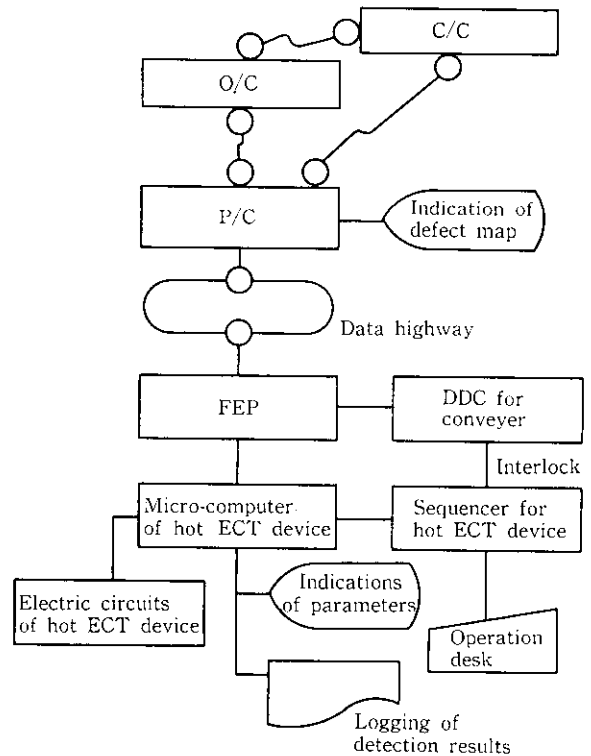 C/C
O/C
P/C
Indication of
defect map
Data highway
FEP
DDC for
conveyer
Interlock
Micro-computer
of hot ECT device
Sequencer for
hot ECT device
Electric circuits
of hot ECT device
Indications
of parameters
Operation
desk
Logging of
detection results